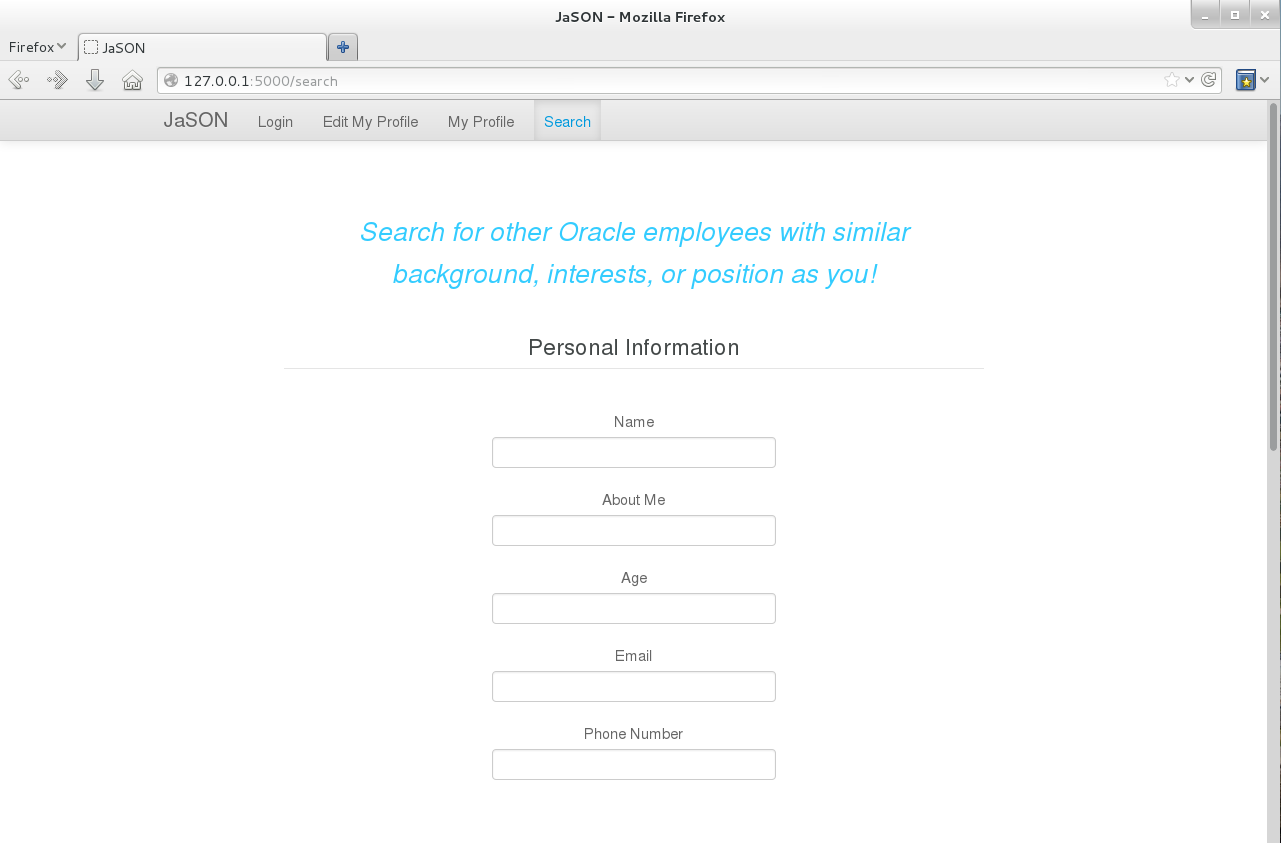 JaSON - Mozilla Firefox
Firefox
JaSON
127.0.0.1:5000/search
JaSON Login Edit My Profile My Profile Search
Search for other Oracle employees with similar
background, interests, or position as you!
Personal Information
Name
About Me
Age
Email
Phone Number